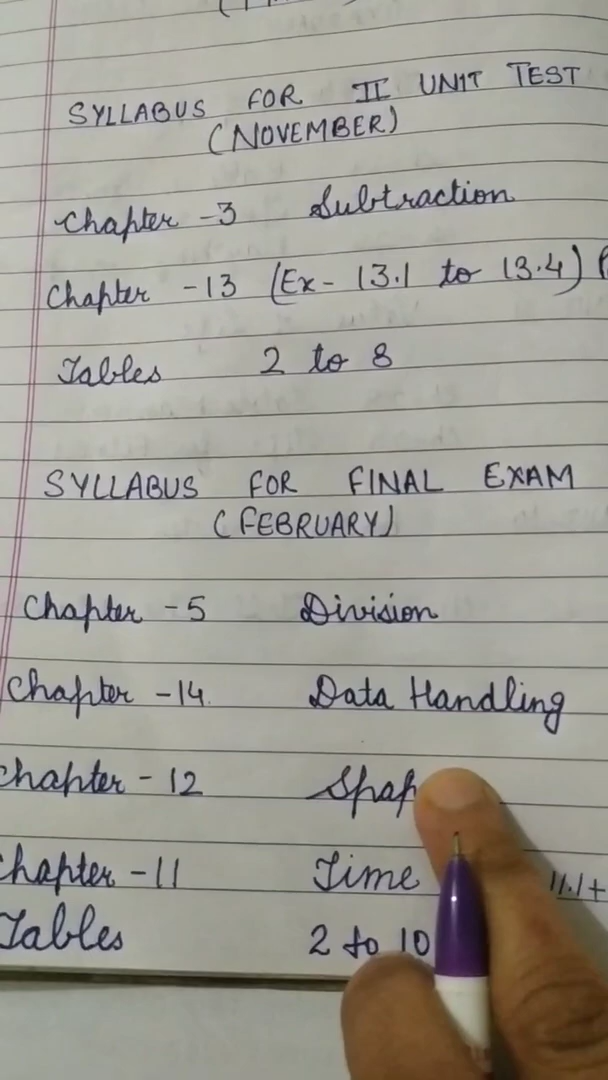 SYLLABUS FOR II UNIT TEST
(NOVEMBER)
Chapter - 3 Subtraction
Chapter - 13 (Ex - 13.1 to 13.4)
Tables 2 to 8
SYLLABUS FOR FINAL EXAM
(FEBRUARY)
Chapter - 5 Division
Chapter - 14 Data Handling
Chapter - 12
Chapter - 11 Time 11.1
Tables 2 to 10